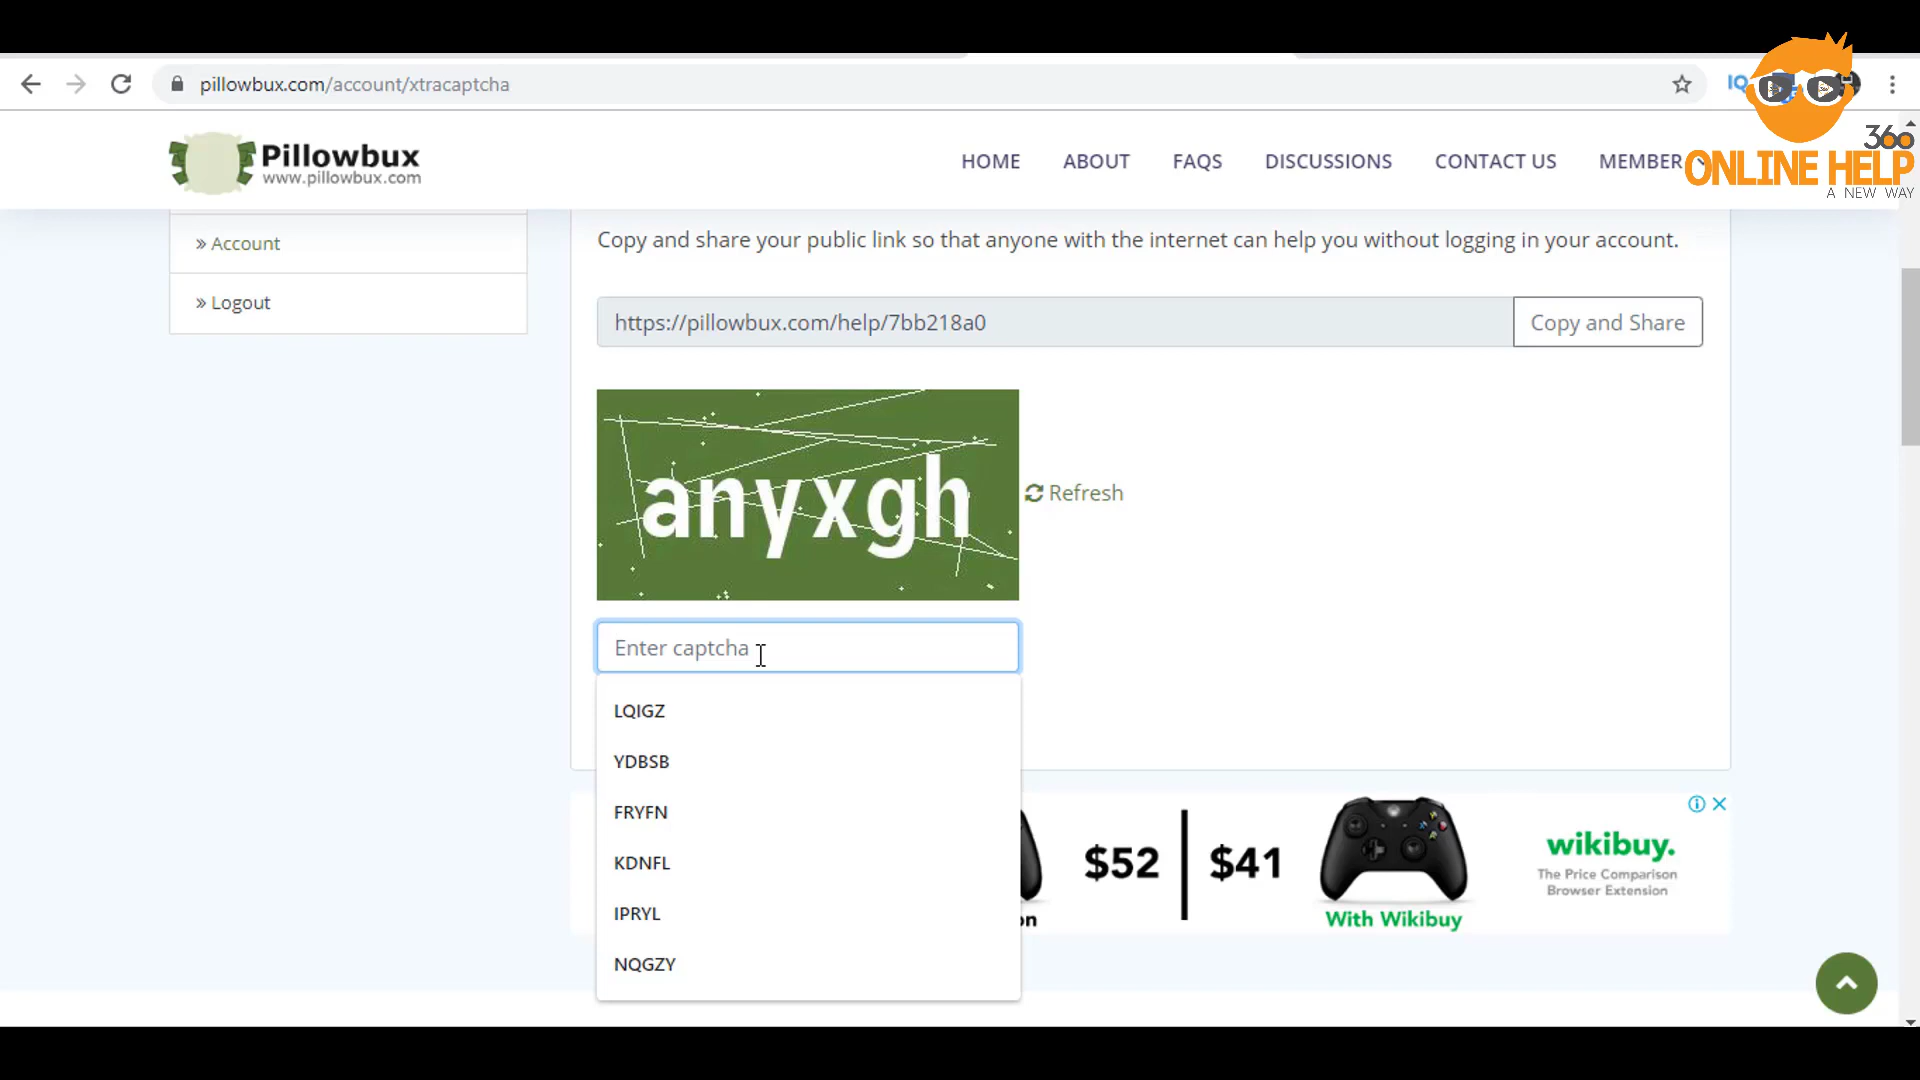 pillowbux.com/account/xtracaptcha
IQ
360
ONLINE HELP
A NEW WAY
Pillowbux
www.pillowbux.com
HOME
ABOUT
FAQS
DISCUSSIONS
CONTACT US
MEMBER
» Account
» Logout
Copy and share your public link so that anyone with the internet can help you without logging in your account.
https://pillowbux.com/help/7bb218a0
Copy and Share
anyxgh
Refresh
Enter captcha
LQIGZ
YDBSB
FRYFN
KDNFL
IPRYL
NQGZY
on
$52
$41
With Wikibuy
wikibuy.
The Price Comparison
Browser Extension